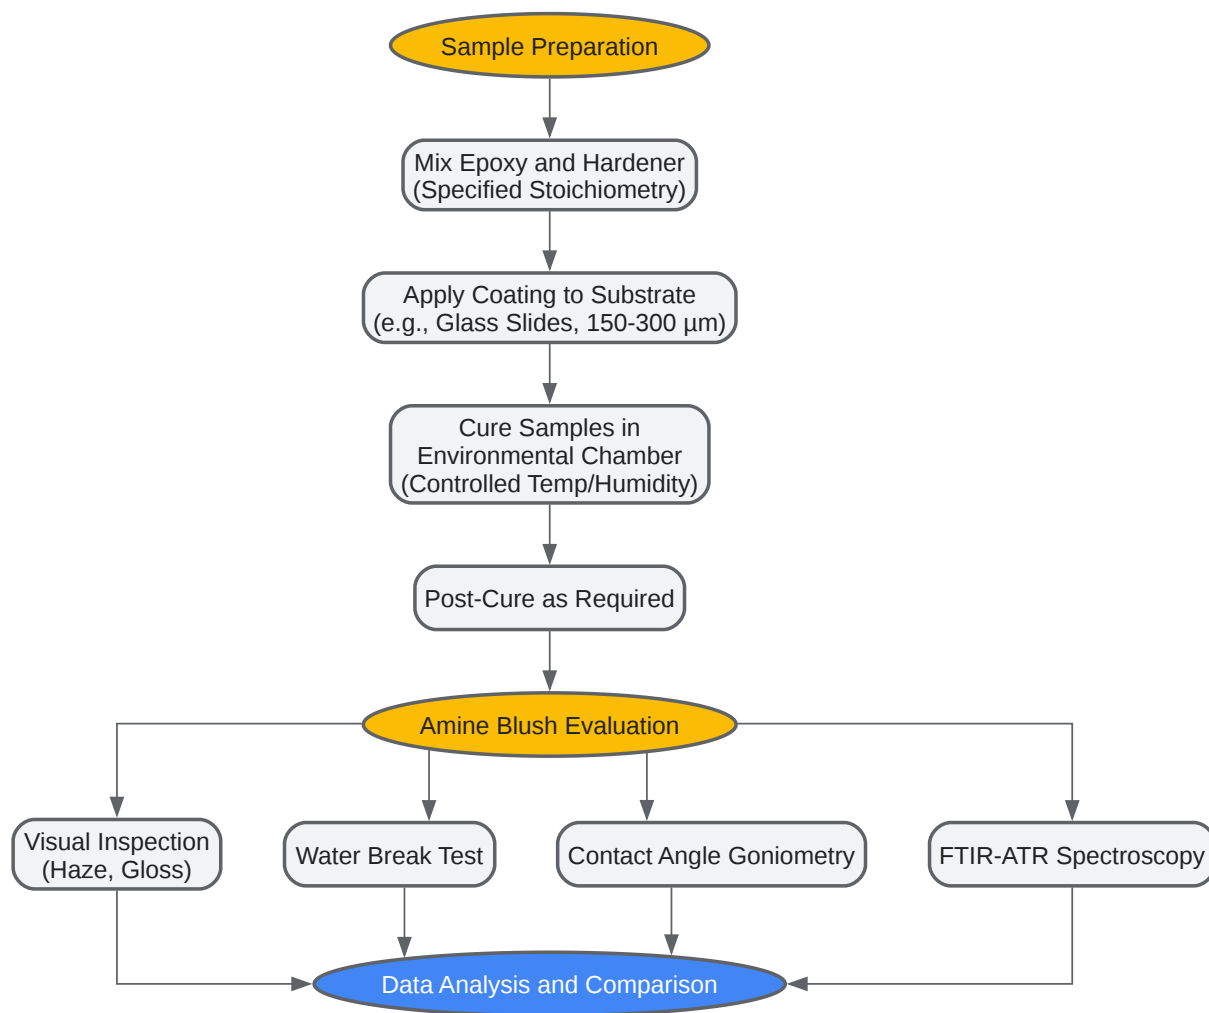 Sample Preparation
Mix Epoxy and Hardener
(Specified Stoichiometry)
Apply Coating to Substrate
(e.g., Glass Slides, 150-300 µm)
Cure Samples in
Environmental Chamber
(Controlled Temp/Humidity)
Post-Cure as Required
Amine Blush Evaluation
Visual Inspection
(Haze, Gloss)
Water Break Test
Contact Angle Goniometry
FTIR-ATR Spectroscopy
Data Analysis and Comparison